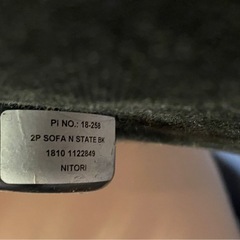 PI NO.: 18-258
2P SOFA N STATE BK
1810 1122849
NITORI